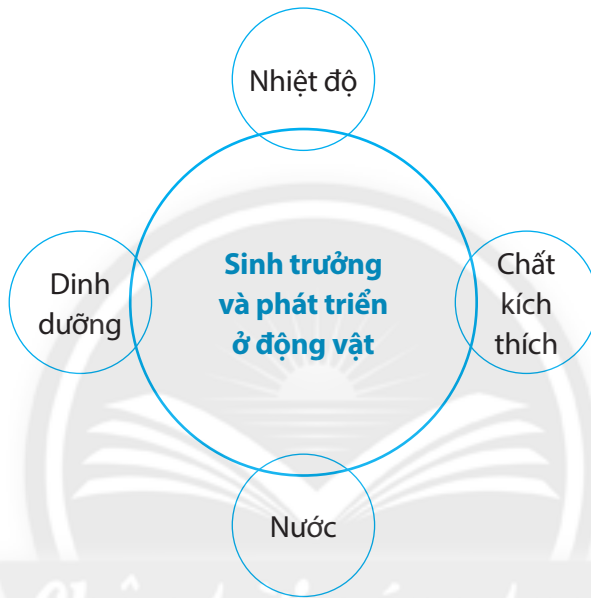 Nhiệt độ
Dinh
dưỡng
Sinh trưởng
và phát triển
ở động vật
Chất
kích
thích
Nước